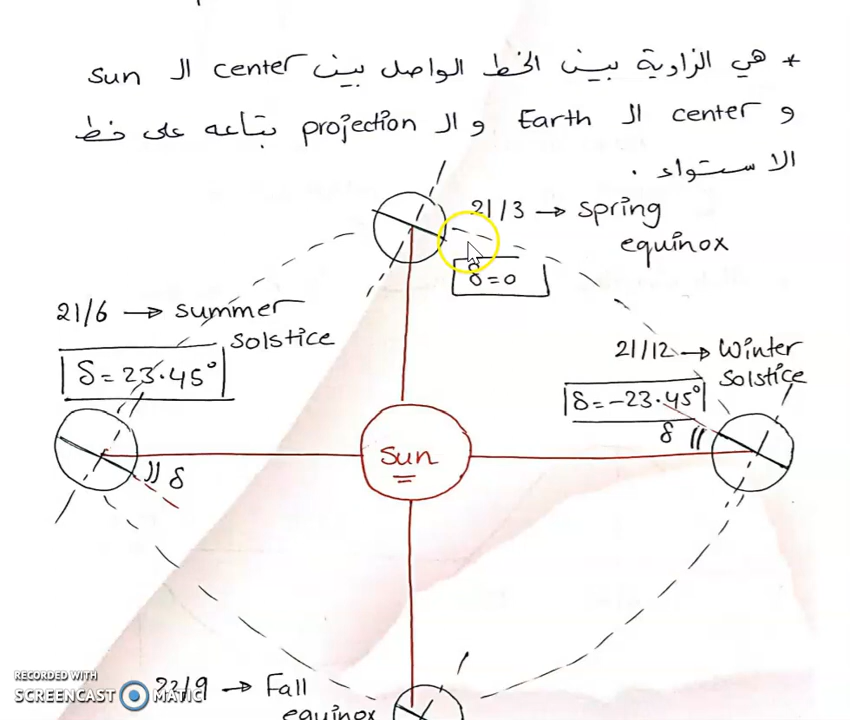 * هي الزاوية بين الخط الواصل بين center ال sun
و center ال Earth و ال projection بتاعه على خط
الاستواء .
21/3 → spring
equinox
δ=0
21/6 → summer
solstice
δ=23.45°
21/12 → Winter
solstice
δ=-23.45°
δ
δ
Sun
22/9 → Fall
equinox
RECORDED WITH
SCREENCAST MATIC